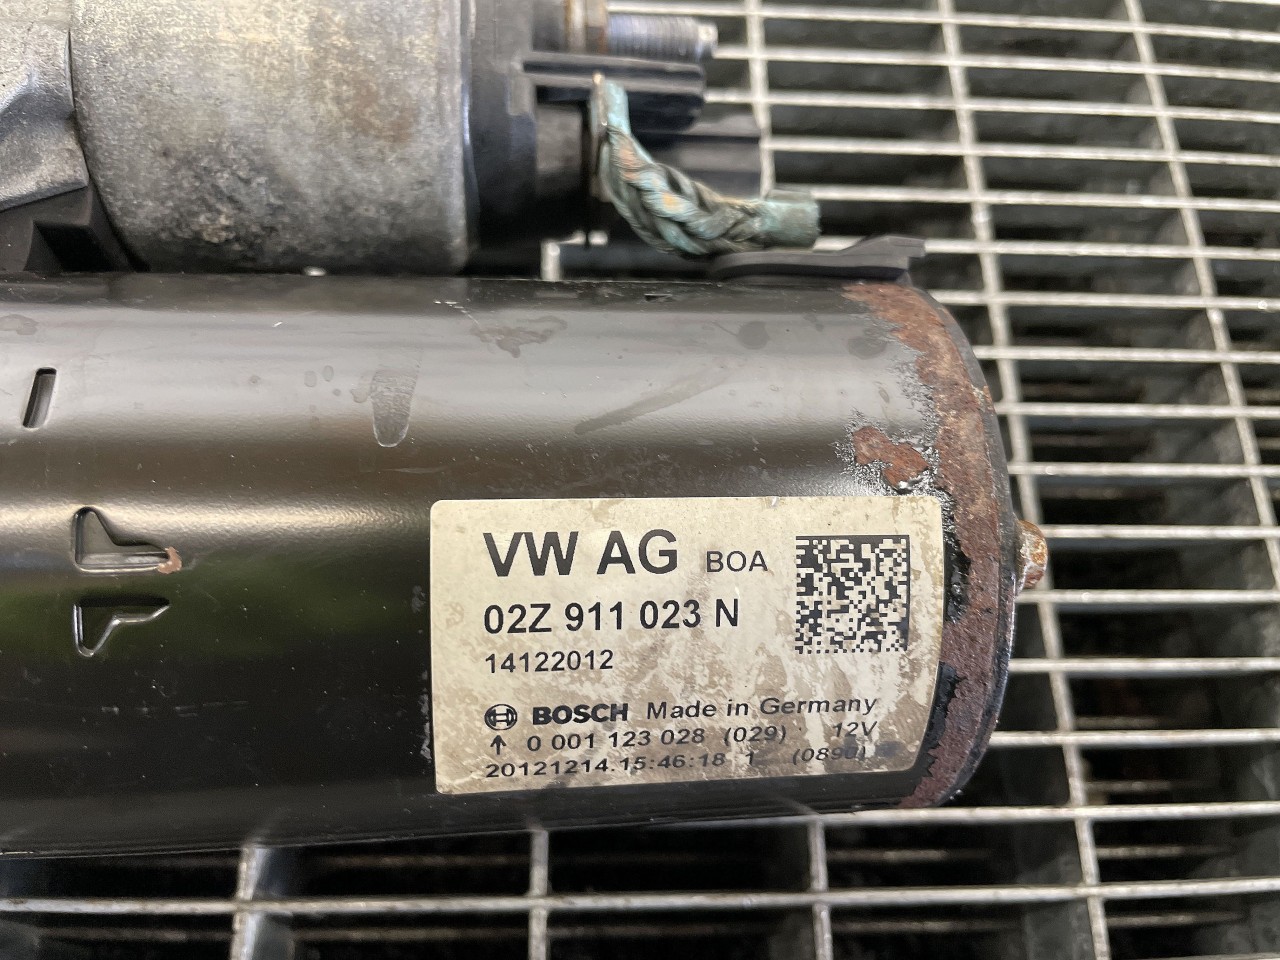 VW AG BOA
02Z 911 023 N
14122012
BOSCH Made in Germany
↑ 0 001 123 028 (029) 12V
20121214.15:46:18 1 (0890)